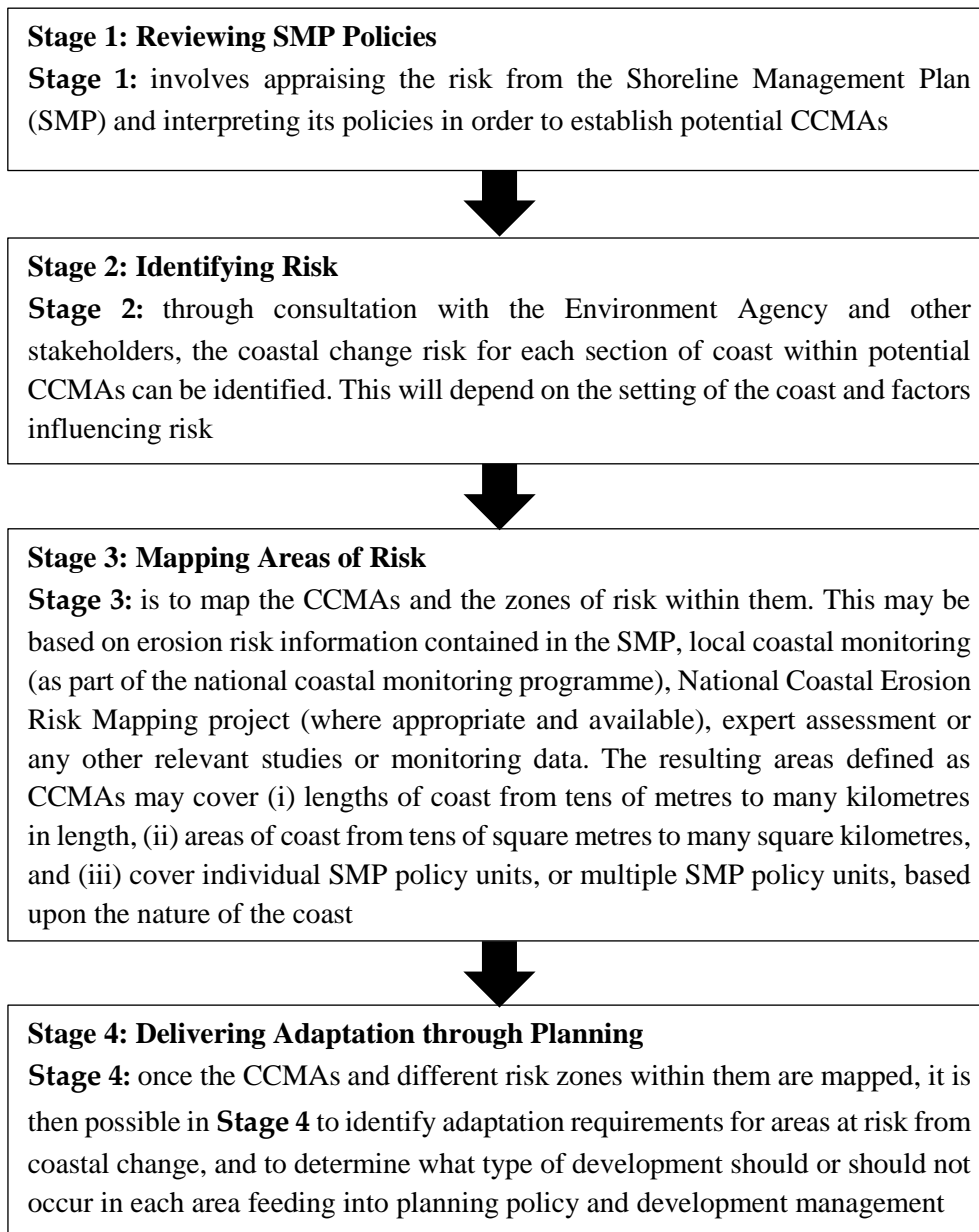 Stage 1: Reviewing SMP Policies
Stage 1: involves appraising the risk from the Shoreline Management Plan
(SMP) and interpreting its policies in order to establish potential CCMAs
Stage 2: Identifying Risk
Stage 2: through consultation with the Environment Agency and other
stakeholders, the coastal change risk for each section of coast within potential
CCMAs can be identified. This will depend on the setting of the coast and factors
influencing risk
Stage 3: Mapping Areas of Risk
Stage 3: is to map the CCMAs and the zones of risk within them. This may be
based on erosion risk information contained in the SMP, local coastal monitoring
(as part of the national coastal monitoring programme), National Coastal Erosion
Risk Mapping project (where appropriate and available), expert assessment or
any other relevant studies or monitoring data. The resulting areas defined as
CCMAs may cover (i) lengths of coast from tens of metres to many kilometres
in length, (ii) areas of coast from tens of square metres to many square kilometres,
and (iii) cover individual SMP policy units, or multiple SMP policy units, based
upon the nature of the coast
Stage 4: Delivering Adaptation through Planning
Stage 4: once the CCMAs and different risk zones within them are mapped, it is
then possible in Stage 4 to identify adaptation requirements for areas at risk from
coastal change, and to determine what type of development should or should not
occur in each area feeding into planning policy and development management